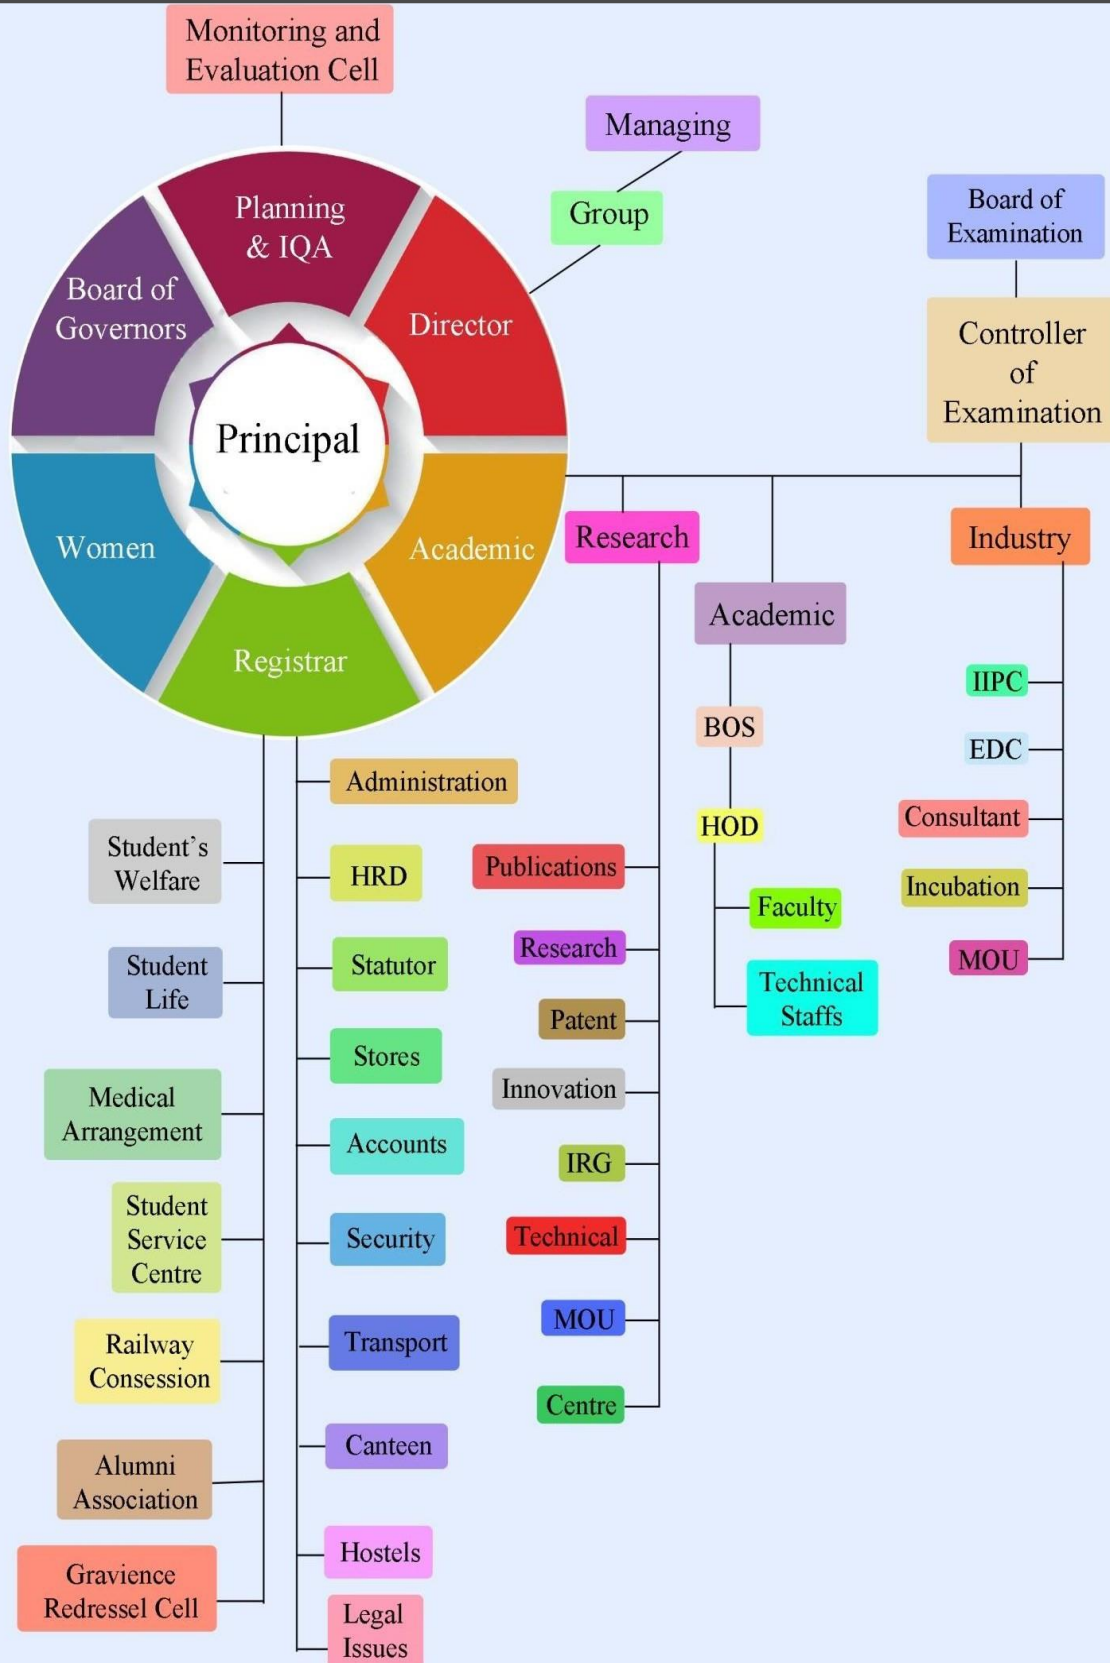 Monitoring and
Evaluation Cell
Managing
Group
Board of
Examination
Controller
of
Examination
Planning
& IQA
Board of
Governors
Director
Principal
Women
Academic
Registrar
Research
Academic
Industry
BOS
HOD
Faculty
Technical
Staffs
IIPC
EDC
Consultant
Incubation
MOU
Publications
Research
Patent
Innovation
IRG
Technical
MOU
Centre
Administration
HRD
Statutor
Stores
Accounts
Security
Transport
Canteen
Hostels
Legal
Issues
Student’s
Welfare
Student
Life
Medical
Arrangement
Student
Service
Centre
Railway
Consession
Alumni
Association
Gravience
Redressel Cell